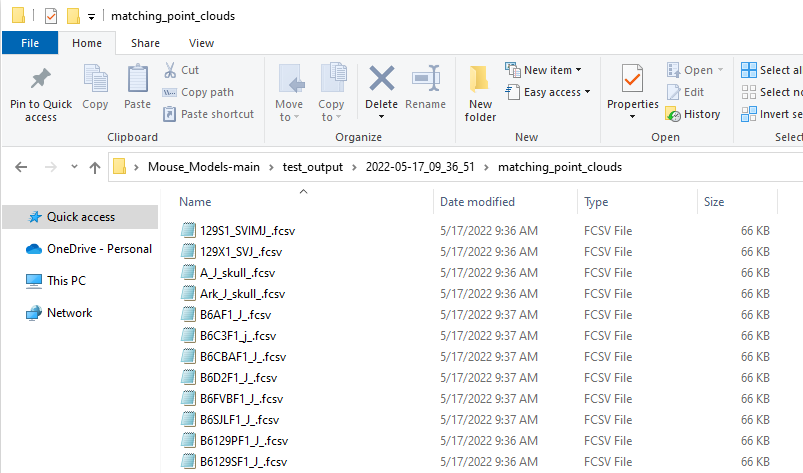 matching_point_clouds
File Home Share View
Pin to Quick access
Copy
Paste
Cut
Copy path
Paste shortcut
Clipboard
Move to
Copy to
Delete
Rename
Organize
New folder
New item
Easy access
New
Properties
Open
Edit
History
Open
Select al
Select no
Invert se
Select
Mouse_Models-main > test_output > 2022-05-17_09_36_51 > matching_point_clouds
Quick access
OneDrive - Personal
This PC
Network
Name Date modified Type Size
129S1_SVIMJ_.fcsv 5/17/2022 9:36 AM FCSV File 66 KB
129X1_SVJ_.fcsv 5/17/2022 9:36 AM FCSV File 66 KB
A_J_skull_.fcsv 5/17/2022 9:36 AM FCSV File 66 KB
Ark_J_skull_.fcsv 5/17/2022 9:36 AM FCSV File 66 KB
B6AF1_J_.fcsv 5/17/2022 9:37 AM FCSV File 66 KB
B6C3F1_j_.fcsv 5/17/2022 9:37 AM FCSV File 66 KB
B6CBAF1_J_.fcsv 5/17/2022 9:37 AM FCSV File 66 KB
B6D2F1_J_.fcsv 5/17/2022 9:37 AM FCSV File 66 KB
B6FVBF1_J_.fcsv 5/17/2022 9:37 AM FCSV File 66 KB
B6SJLF1_J_.fcsv 5/17/2022 9:37 AM FCSV File 66 KB
B6129PF1_J_.fcsv 5/17/2022 9:36 AM FCSV File 66 KB
B6129SF1_J_.fcsv 5/17/2022 9:36 AM FCSV File 66 KB